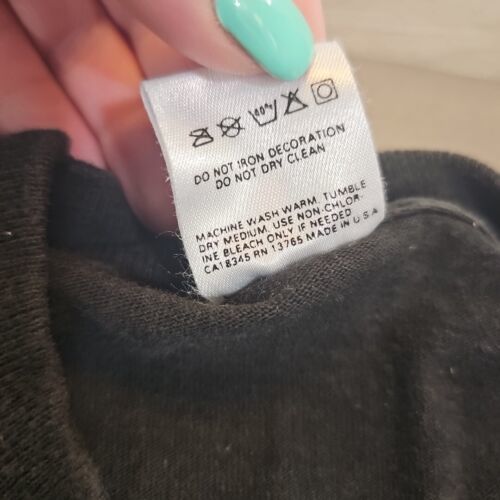 40°
DO NOT IRON DECORATION
DO NOT DRY CLEAN
MACHINE WASH WARM, TUMBLE
DRY MEDIUM. USE NON-CHLOR-
INE BLEACH ONLY IF NEEDED
CA18345 RN 13765 MADE IN U S A